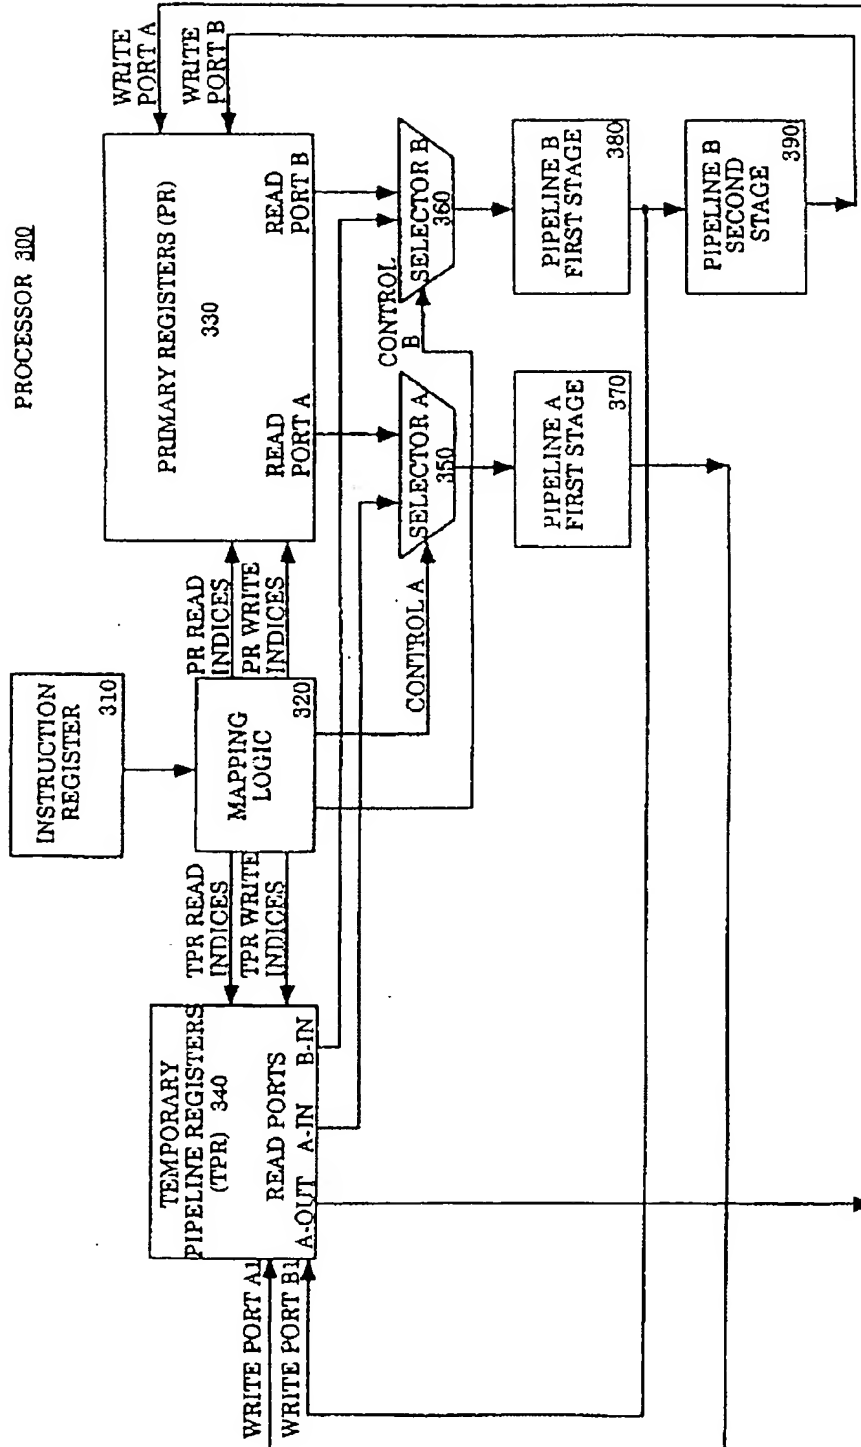 PROCESSOR 300
INSTRUCTION
REGISTER
310
TEMPORARY
PIPELINE REGISTERS
(TPR) 340
READ PORTS
A-OUT A-IN B-IN
WRITE PORT A1
WRITE PORT B1
TPR READ
INDICES
TPR WRITE
INDICES
MAPPING
LOGIC
320
PR READ
INDICES
PR WRITE
INDICES
PRIMARY REGISTERS (PR)
330
READ
PORT A
READ
PORT B
WRITE
PORT A
WRITE
PORT B
CONTROL A
SELECTOR A
350
CONTROL
B
SELECTOR B
360
PIPELINE A
FIRST STAGE
370
PIPELINE B
FIRST STAGE
380
PIPELINE B
SECOND
STAGE
390